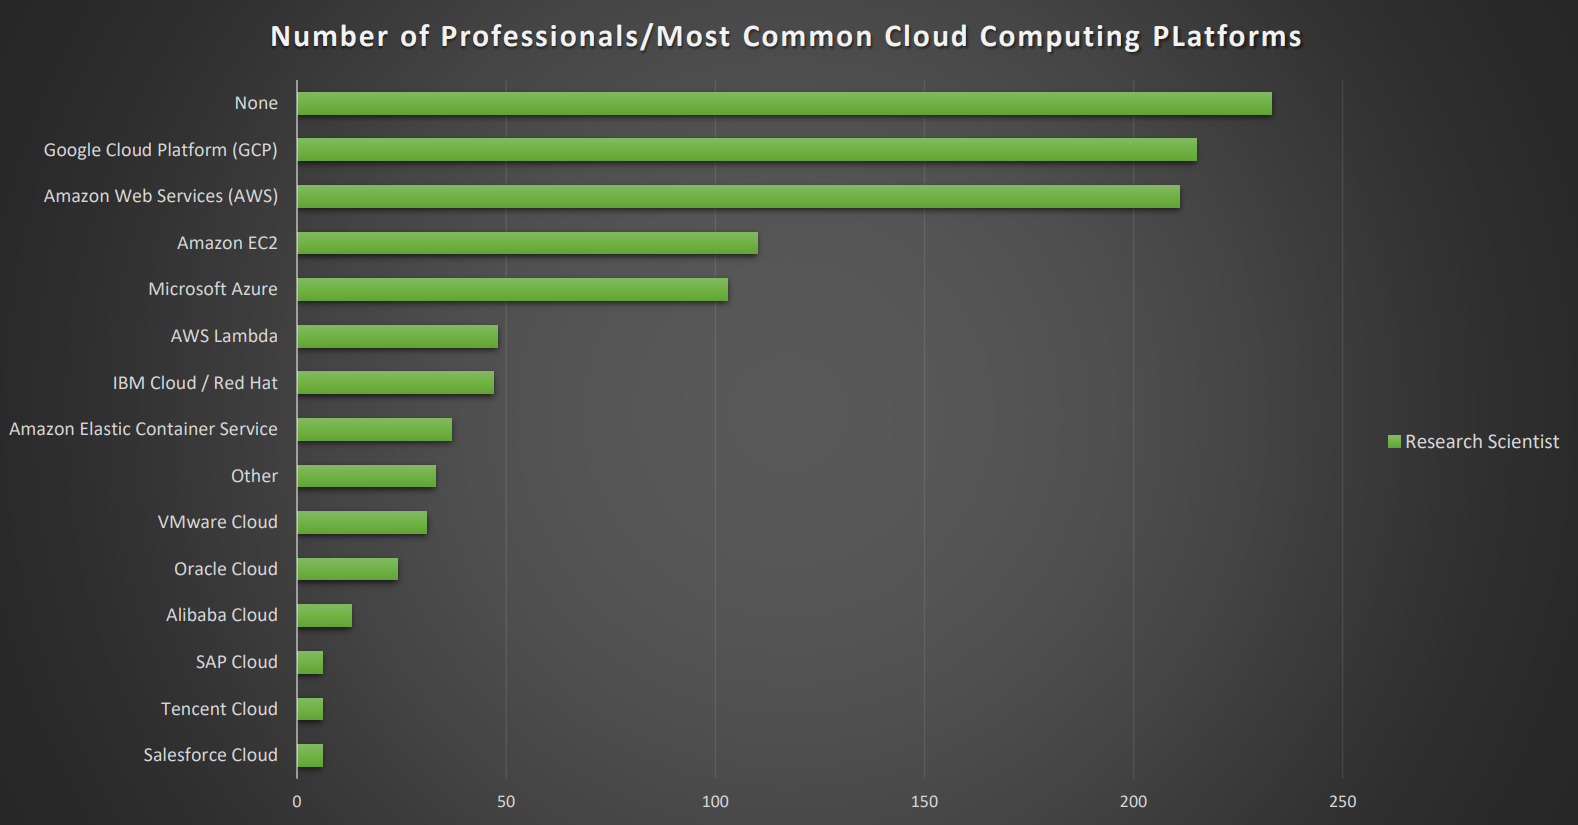 Number of Professionals/Most Common Cloud Computing PLatforms
None
Google Cloud Platform (GCP)
Amazon Web Services (AWS)
Amazon EC2
Microsoft Azure
AWS Lambda
IBM Cloud / Red Hat
Amazon Elastic Container Service
Other
VMware Cloud
Oracle Cloud
Alibaba Cloud
SAP Cloud
Tencent Cloud
Salesforce Cloud
0 50 100 150 200 250
Research Scientist